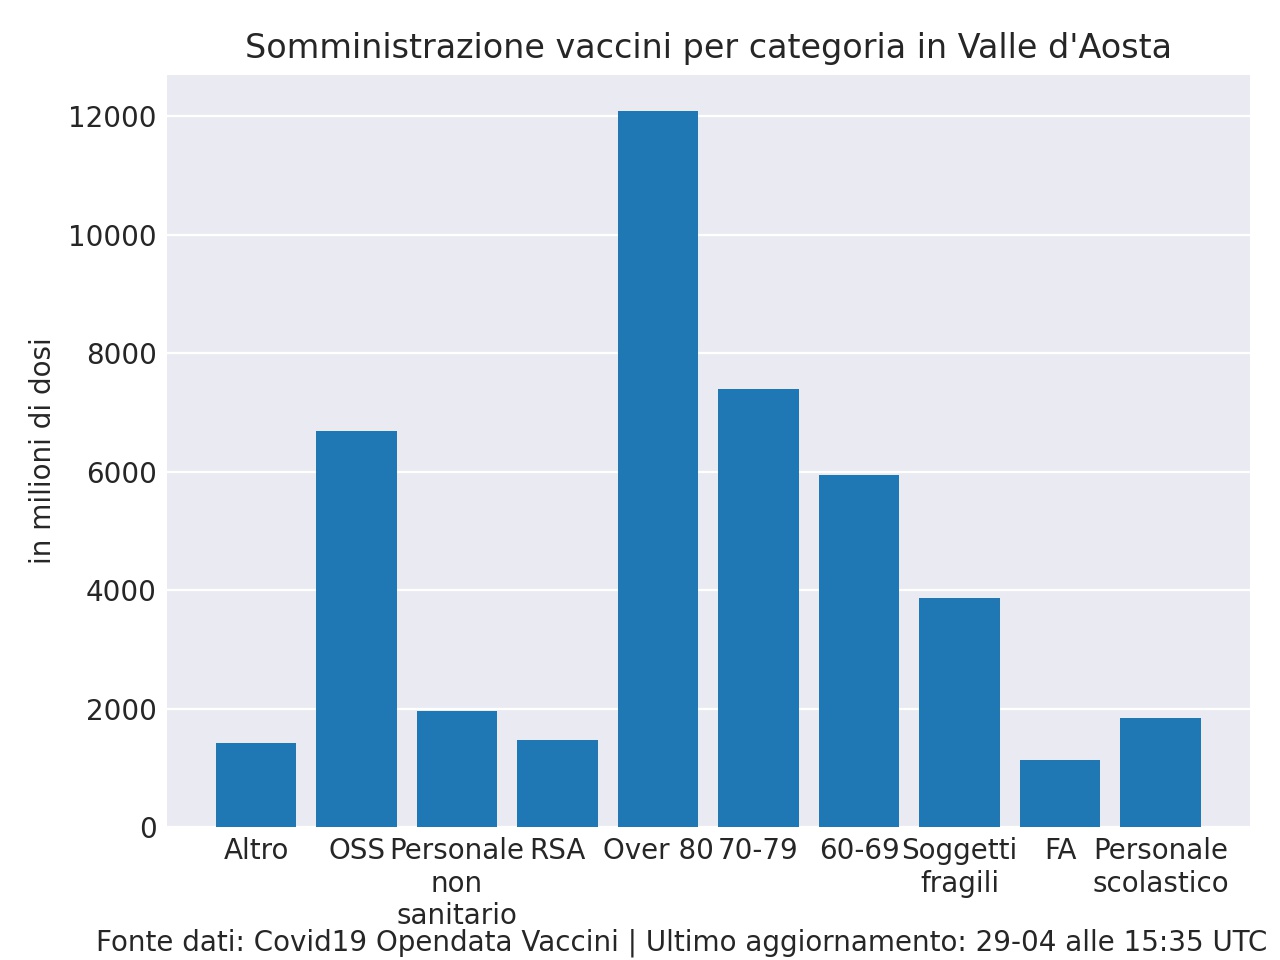 Somministrazione vaccini per categoria in Valle d'Aosta
in milioni di dosi
12000
10000
8000
6000
4000
2000
0
Altro
OSS
Personale
non
sanitario
RSA
Over 80
70-79
60-69
Soggetti
fragili
FA
Personale
scolastico
Fonte dati: Covid19 Opendata Vaccini | Ultimo aggiornamento: 29-04 alle 15:35 UTC